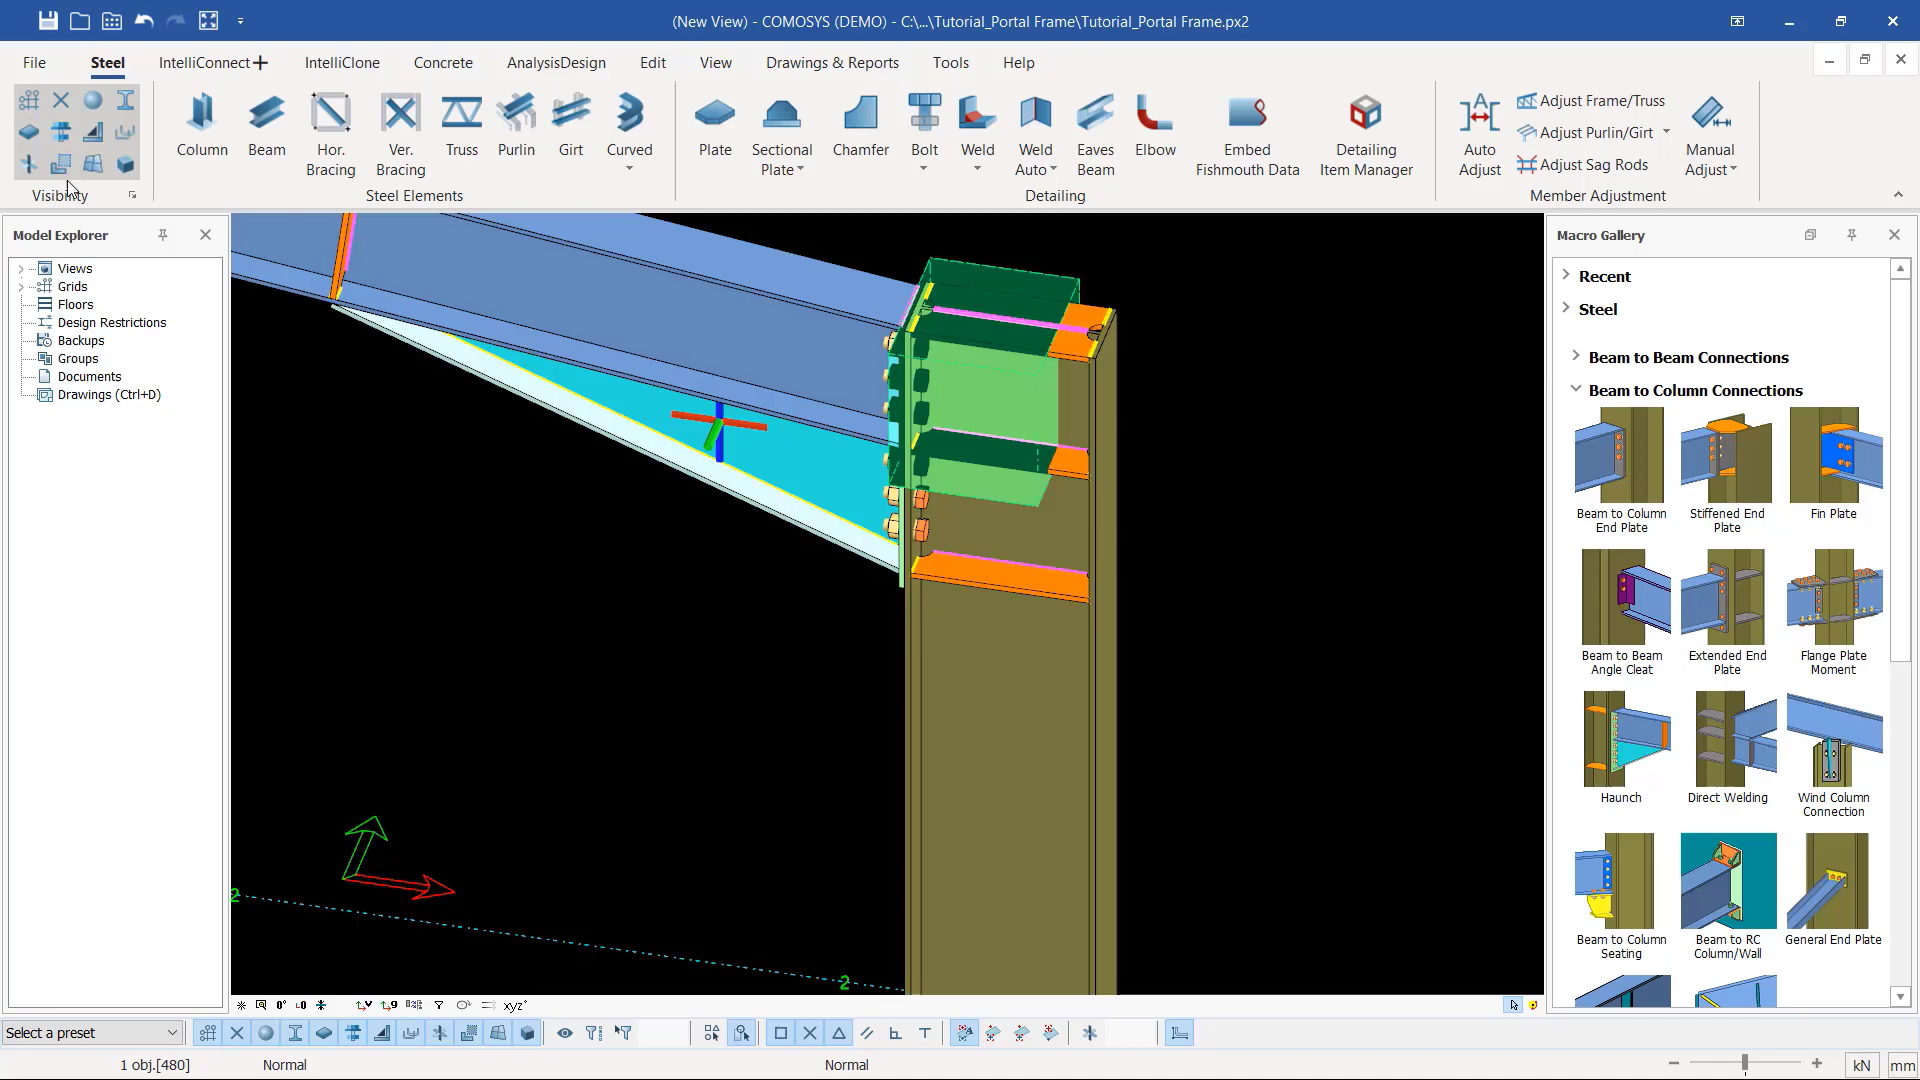 (New View) - COMOSYS (DEMO) - C:\...\Tutorial_Portal Frame\Tutorial_Portal Frame.px2
File
Steel
IntelliConnect
IntelliClone
Concrete
AnalysisDesign
Edit
View
Drawings & Reports
Tools
Help
Column
Beam
Hor.
Bracing
Ver.
Bracing
Truss
Purlin
Girt
Curved
Plate
Sectional
Plate
Chamfer
Bolt
Weld
Weld
Auto
Eaves
Beam
Elbow
Embed
Fishmouth Data
Detailing
Item Manager
Auto
Adjust
Adjust Frame/Truss
Adjust Purlin/Girt
Adjust Sag Rods
Manual
Adjust
Visibility
Steel Elements
Detailing
Member Adjustment
Model Explorer
Views
Grids
Floors
Design Restrictions
Backups
Groups
Documents
Drawings (Ctrl+D)
2
2
Macro Gallery
Recent
Steel
Beam to Beam Connections
Beam to Column Connections
Beam to Column
End Plate
Stiffened End
Plate
Fin Plate
Beam to Beam
Angle Cleat
Extended End
Plate
Flange Plate
Moment
Haunch
Direct Welding
Wind Column
Connection
Beam to Column
Seating
Beam to RC
Column/Wall
General End Plate
xyz
Select a preset
1 obj.[480]
Normal
Normal
kN
mm